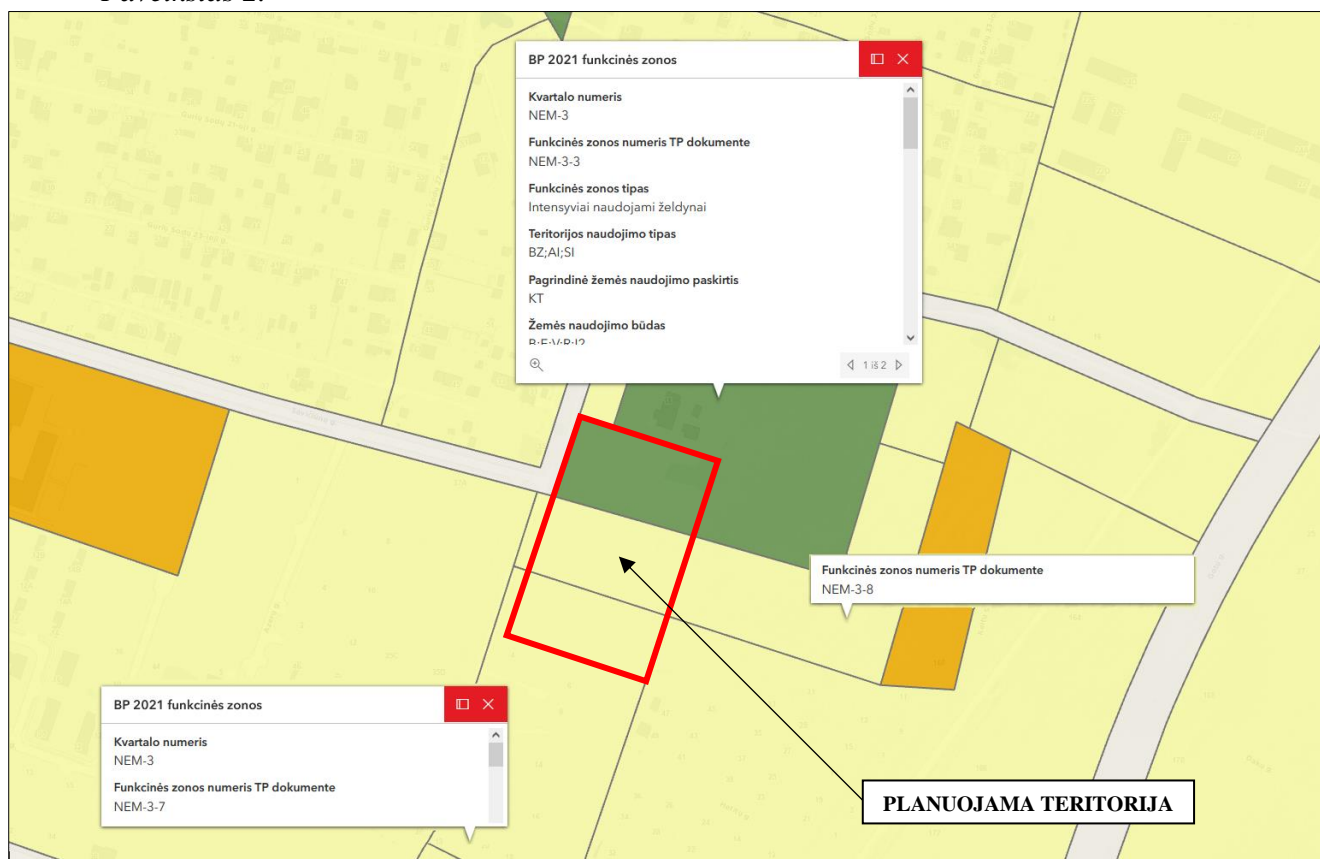 BP 2021 funkcinės zonos
Kvartalo numeris
NEM-3
Funkcinės zonos numeris TP dokumente
NEM-3-3
Funkcinės zonos tipas
Intensyviai naudojami želdynai
Teritorijos naudojimo tipas
BZ;AI;SI
Pagrindinė žemės naudojimo paskirtis
KT
Žemės naudojimo būdas
1 iš 2
Funkcinės zonos numeris TP dokumente
NEM-3-8
BP 2021 funkcinės zonos
Kvartalo numeris
NEM-3
Funkcinės zonos numeris TP dokumente
NEM-3-7
PLANUOJAMA TERITORIJA